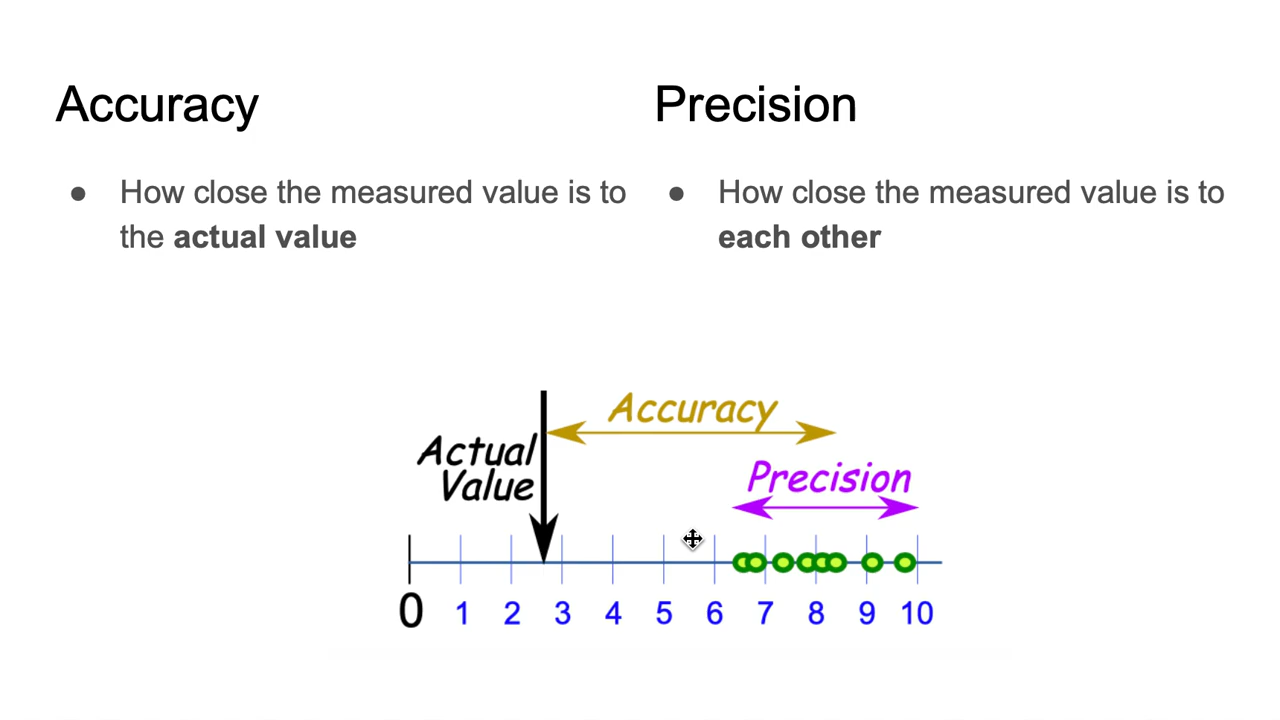 Accuracy
● How close the measured value is to
the actual value
Precision
● How close the measured value is to
each other
Accuracy
Actual
Value
Precision
0 1 2 3 4 5 6 7 8 9 10